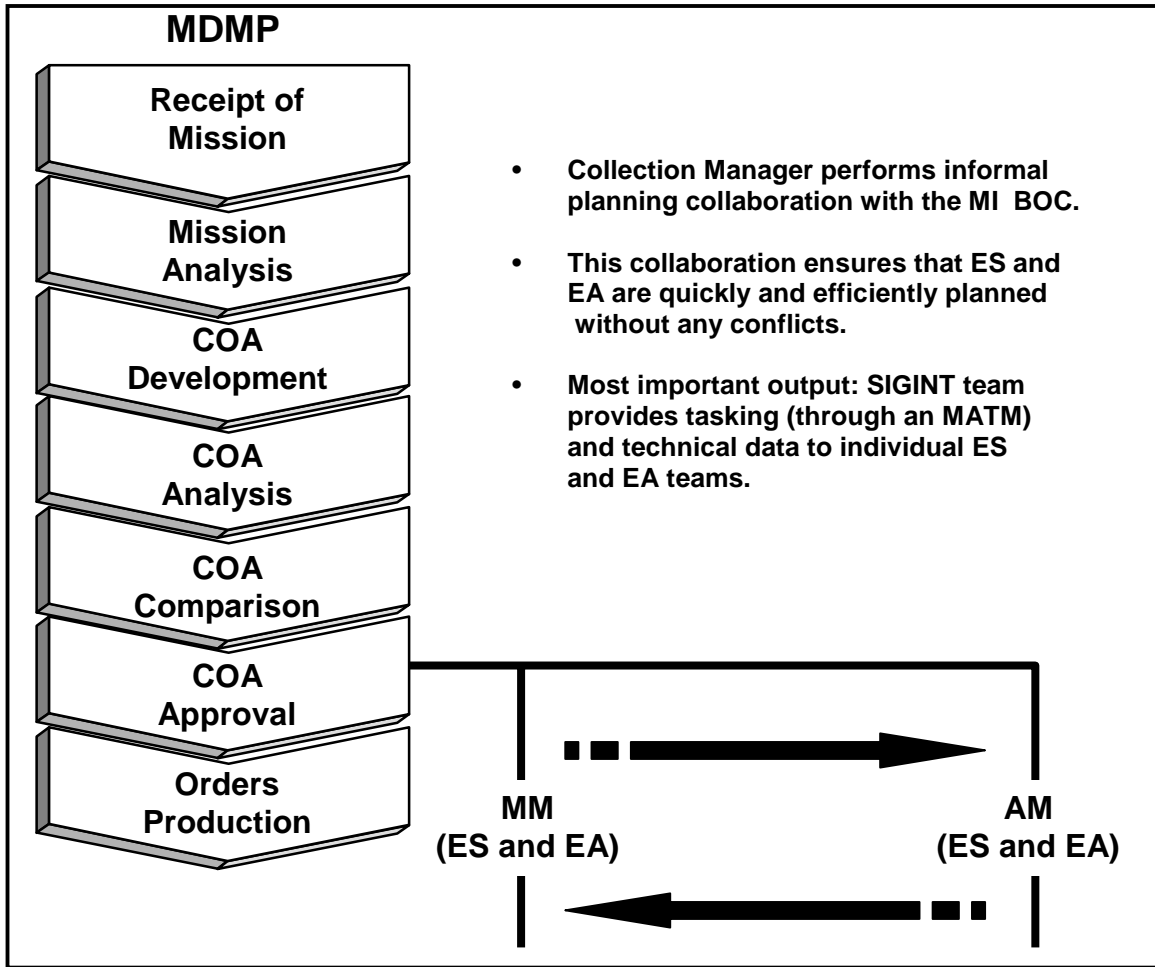 MDMP
Receipt of
Mission
Mission
Analysis
COA
Development
COA
Analysis
COA
Comparison
COA
Approval
Orders
Production
• Collection Manager performs informal
planning collaboration with the MI BOC.
• This collaboration ensures that ES and
EA are quickly and efficiently planned
without any conflicts.
• Most important output: SIGINT team
provides tasking (through an MATM)
and technical data to individual ES
and EA teams.
MM
(ES and EA)
AM
(ES and EA)